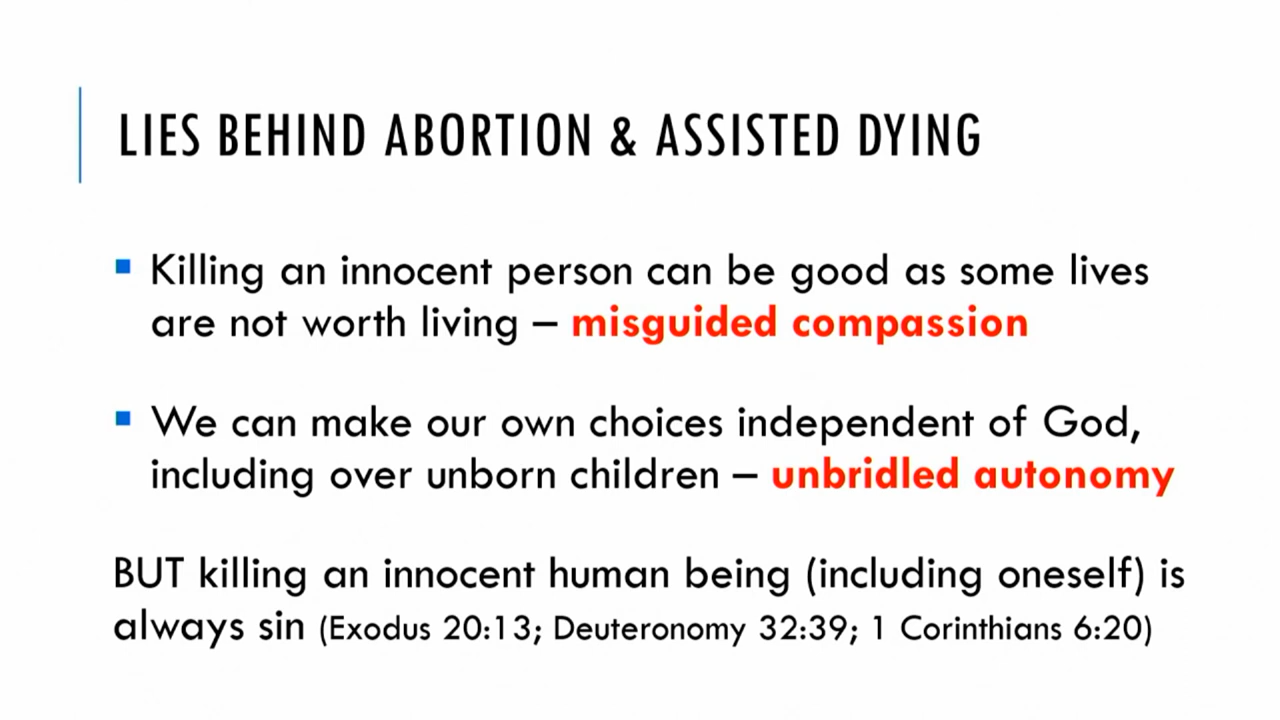 LIES BEHIND ABORTION & ASSISTED DYING
▪ Killing an innocent person can be good as some lives
are not worth living – misguided compassion
▪ We can make our own choices independent of God,
including over unborn children – unbridled autonomy
BUT killing an innocent human being (including oneself) is
always sin (Exodus 20:13; Deuteronomy 32:39; 1 Corinthians 6:20)